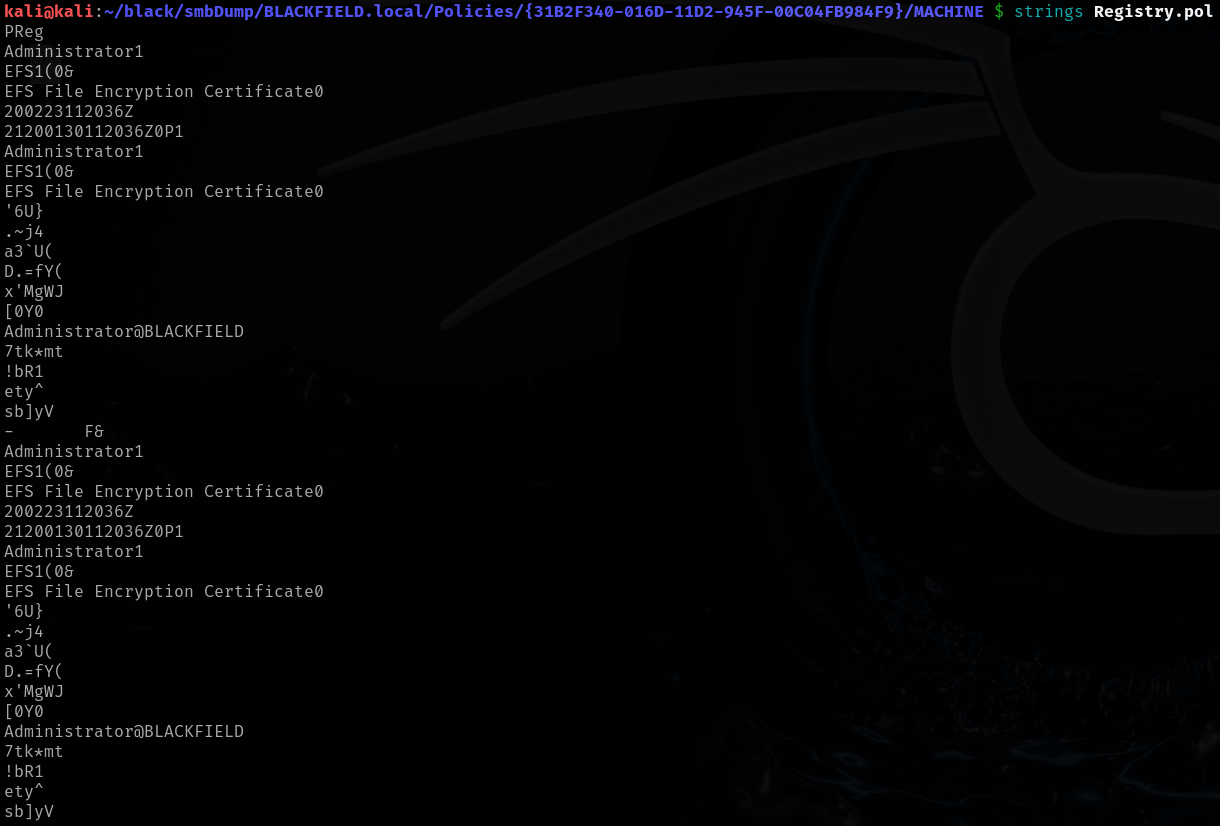 kali@kali:~/black/smbDump/BLACKFIELD.local/Policies/{31B2F340-016D-11D2-945F-00C04FB984F9}/MACHINE $ strings Registry.pol
PReg
Administrator1
EFS1(0&
EFS File Encryption Certificate0
200223112036Z
21200130112036Z0P1
Administrator1
EFS1(0&
EFS File Encryption Certificate0
'6U}
.~j4
a3`U(
D.=fY(
x'MgWJ
[0Y0
Administrator@BLACKFIELD
7tk*mt
!bR1
ety^
sb]yV
-       F&
Administrator1
EFS1(0&
EFS File Encryption Certificate0
200223112036Z
21200130112036Z0P1
Administrator1
EFS1(0&
EFS File Encryption Certificate0
'6U}
.~j4
a3`U(
D.=fY(
x'MgWJ
[0Y0
Administrator@BLACKFIELD
7tk*mt
!bR1
ety^
sb]yV